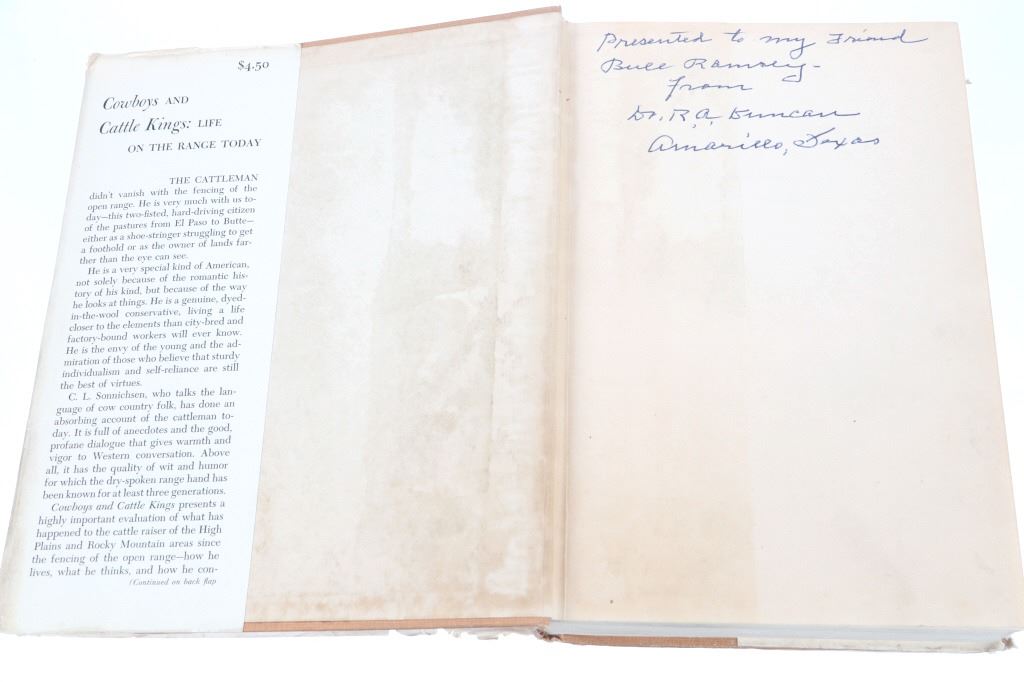 $4.50
Cowboys AND
Cattle Kings: LIFE
ON THE RANGE TODAY
THE CATTLEMAN
didn't vanish with the fencing of the
open range. He is very much with us to-
day—this two-fisted, hard-driving citizen
of the pastures from El Paso to Butte—
either as a shoe-stringer struggling to get
a foothold or as the owner of lands far-
ther than the eye can see.
He is a very special kind of American,
not solely because of the romantic his-
tory of his kind, but because of the way
he looks at things. He is a genuine, dyed-
in-the-wool conservative, living a life
closer to the elements than city-bred and
factory-bound workers will ever know.
He is the envy of the young and the ad-
miration of those who believe that sturdy
individualism and self-reliance are still
the best of virtues.
C. L. Sonnichsen, who talks the lan-
guage of cow country folk, has done an
absorbing account of the cattleman to-
day. It is full of anecdotes and the good,
profane dialogue that gives warmth and
vigor to Western conversation. Above
all, it has the quality of wit and humor
for which the dry-spoken range hand has
been known for at least three generations.
Cowboys and Cattle Kings presents a
highly important evaluation of what has
happened to the cattle raiser of the High
Plains and Rocky Mountain areas since
the fencing of the open range—how he
lives, what he thinks, and how he con-
(Continued on back flap
Presented to my Friend
Ramsey-
from
Dr. R. A. Duncan
Amarillo, Texas